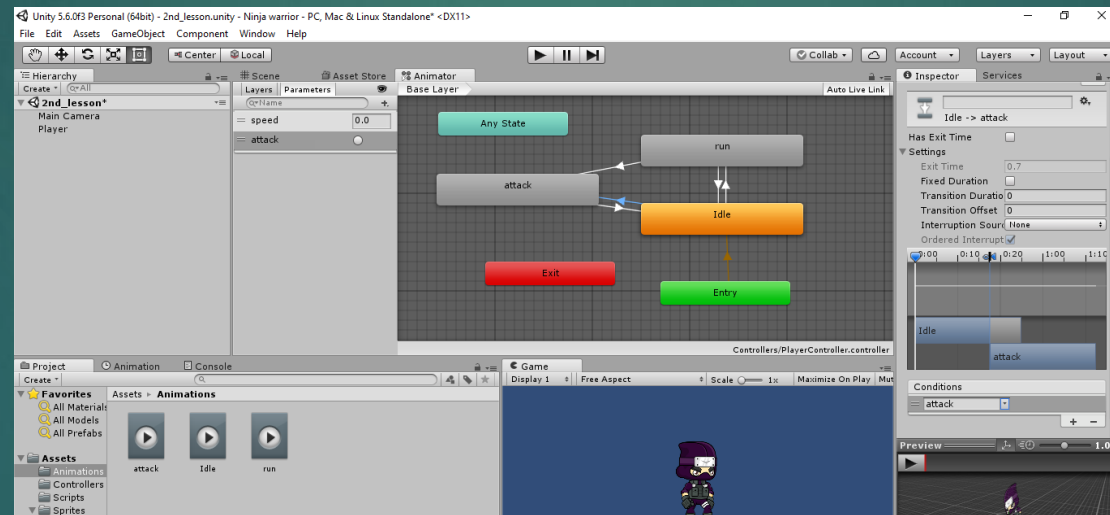 Unity 5.6.0f3 Personal (64bit) - 2nd_lesson.unity - Ninja warrior - PC, Mac & Linux Standalone* <DX11>
File Edit Assets GameObject Component Window Help
Center Local Collab Account Layers Layout
Hierarchy
Create All
2nd_lesson*
Main Camera
Player
Scene Asset Store Animator
Layers Parameters
Name
speed 0.0
attack
Base Layer Auto Live Link
Any State
run
attack
Idle
Exit
Entry
Controllers/PlayerController.controller
Inspector Services
Idle -> attack
Has Exit Time
Settings
Exit Time 0.7
Fixed Duration
Transition Duratio 0
Transition Offset 0
Interruption Sour None
Ordered Interrupt
0:00 0:10 0:20 1:00 1:10
Idle
attack
Conditions
attack
+ -
Preview 1.0
Project Animation Console
Create
Favorites
All Materials
All Models
All Prefabs
Assets
Animations
Controllers
Scripts
Sprites
Assets Animations
attack Idle run
Game
Display 1 Free Aspect Scale 1x Maximize On Play Mut